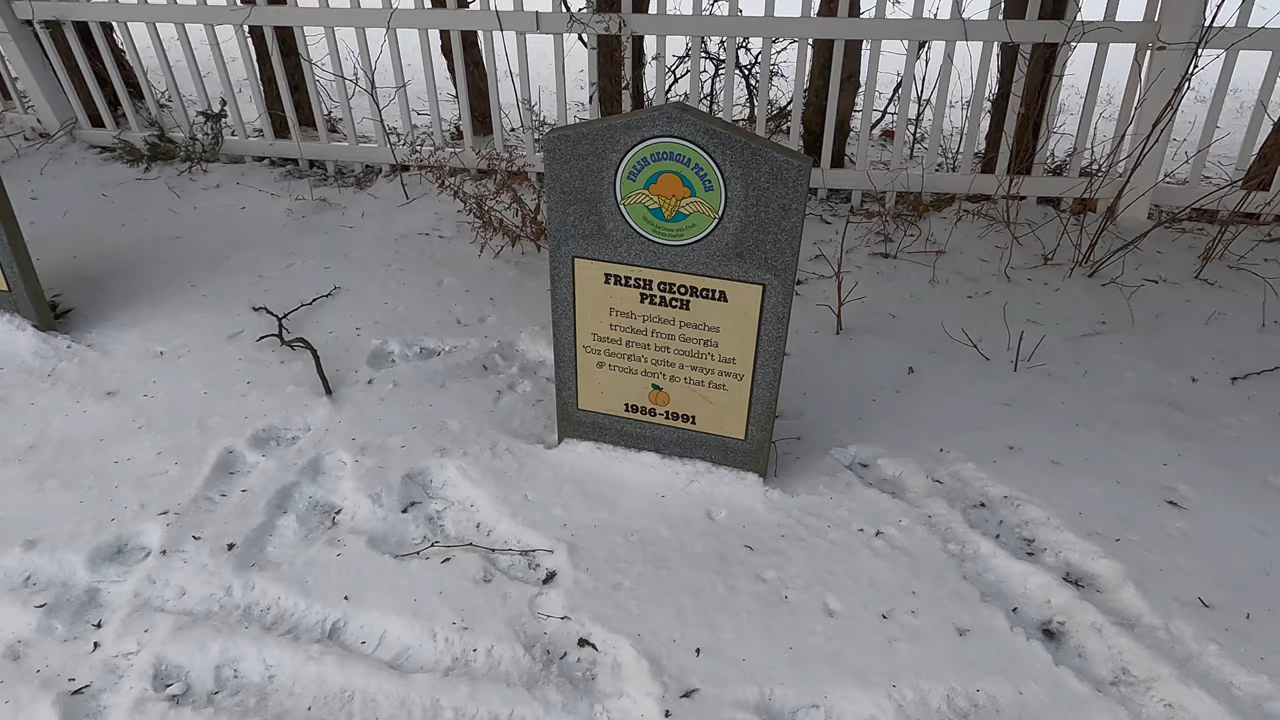 FRESH GEORGIA PEACH
FRESH GEORGIA
PEACH
Fresh-picked peaches
trucked from Georgia
Tasted great but couldn't last
'Cuz Georgia's quite a-ways away
& trucks don't go that fast.
1986-1991